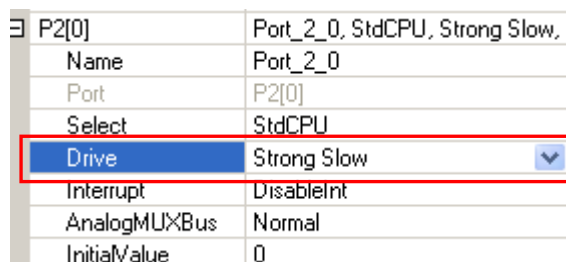 P2[0] Port_2_0, StdCPU, Strong Slow,
Name Port_2_0
Port P2[0]
Select StdCPU
Drive Strong Slow
Interrupt DisableInt
AnalogMUXBus Normal
InitialValue 0